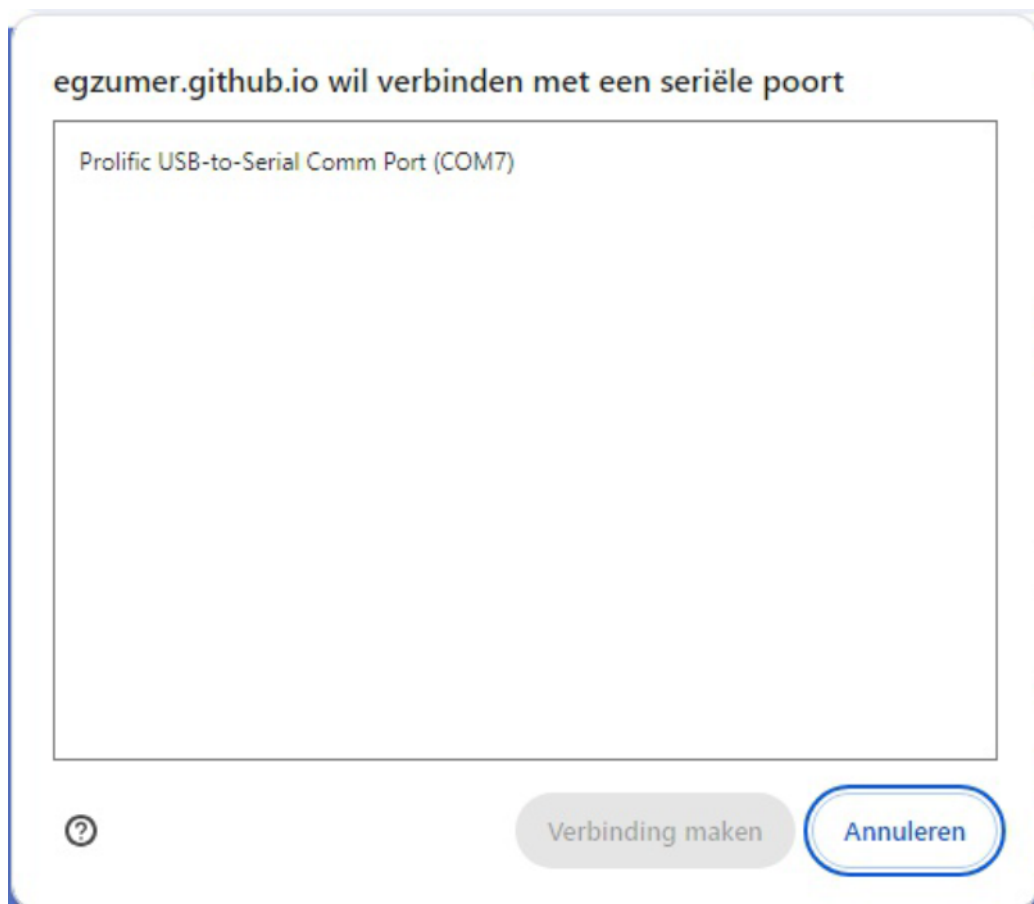 egzumer.github.io wil verbinden met een seriële poort
Prolific USB-to-Serial Comm Port (COM7)
Verbinding maken
Annuleren